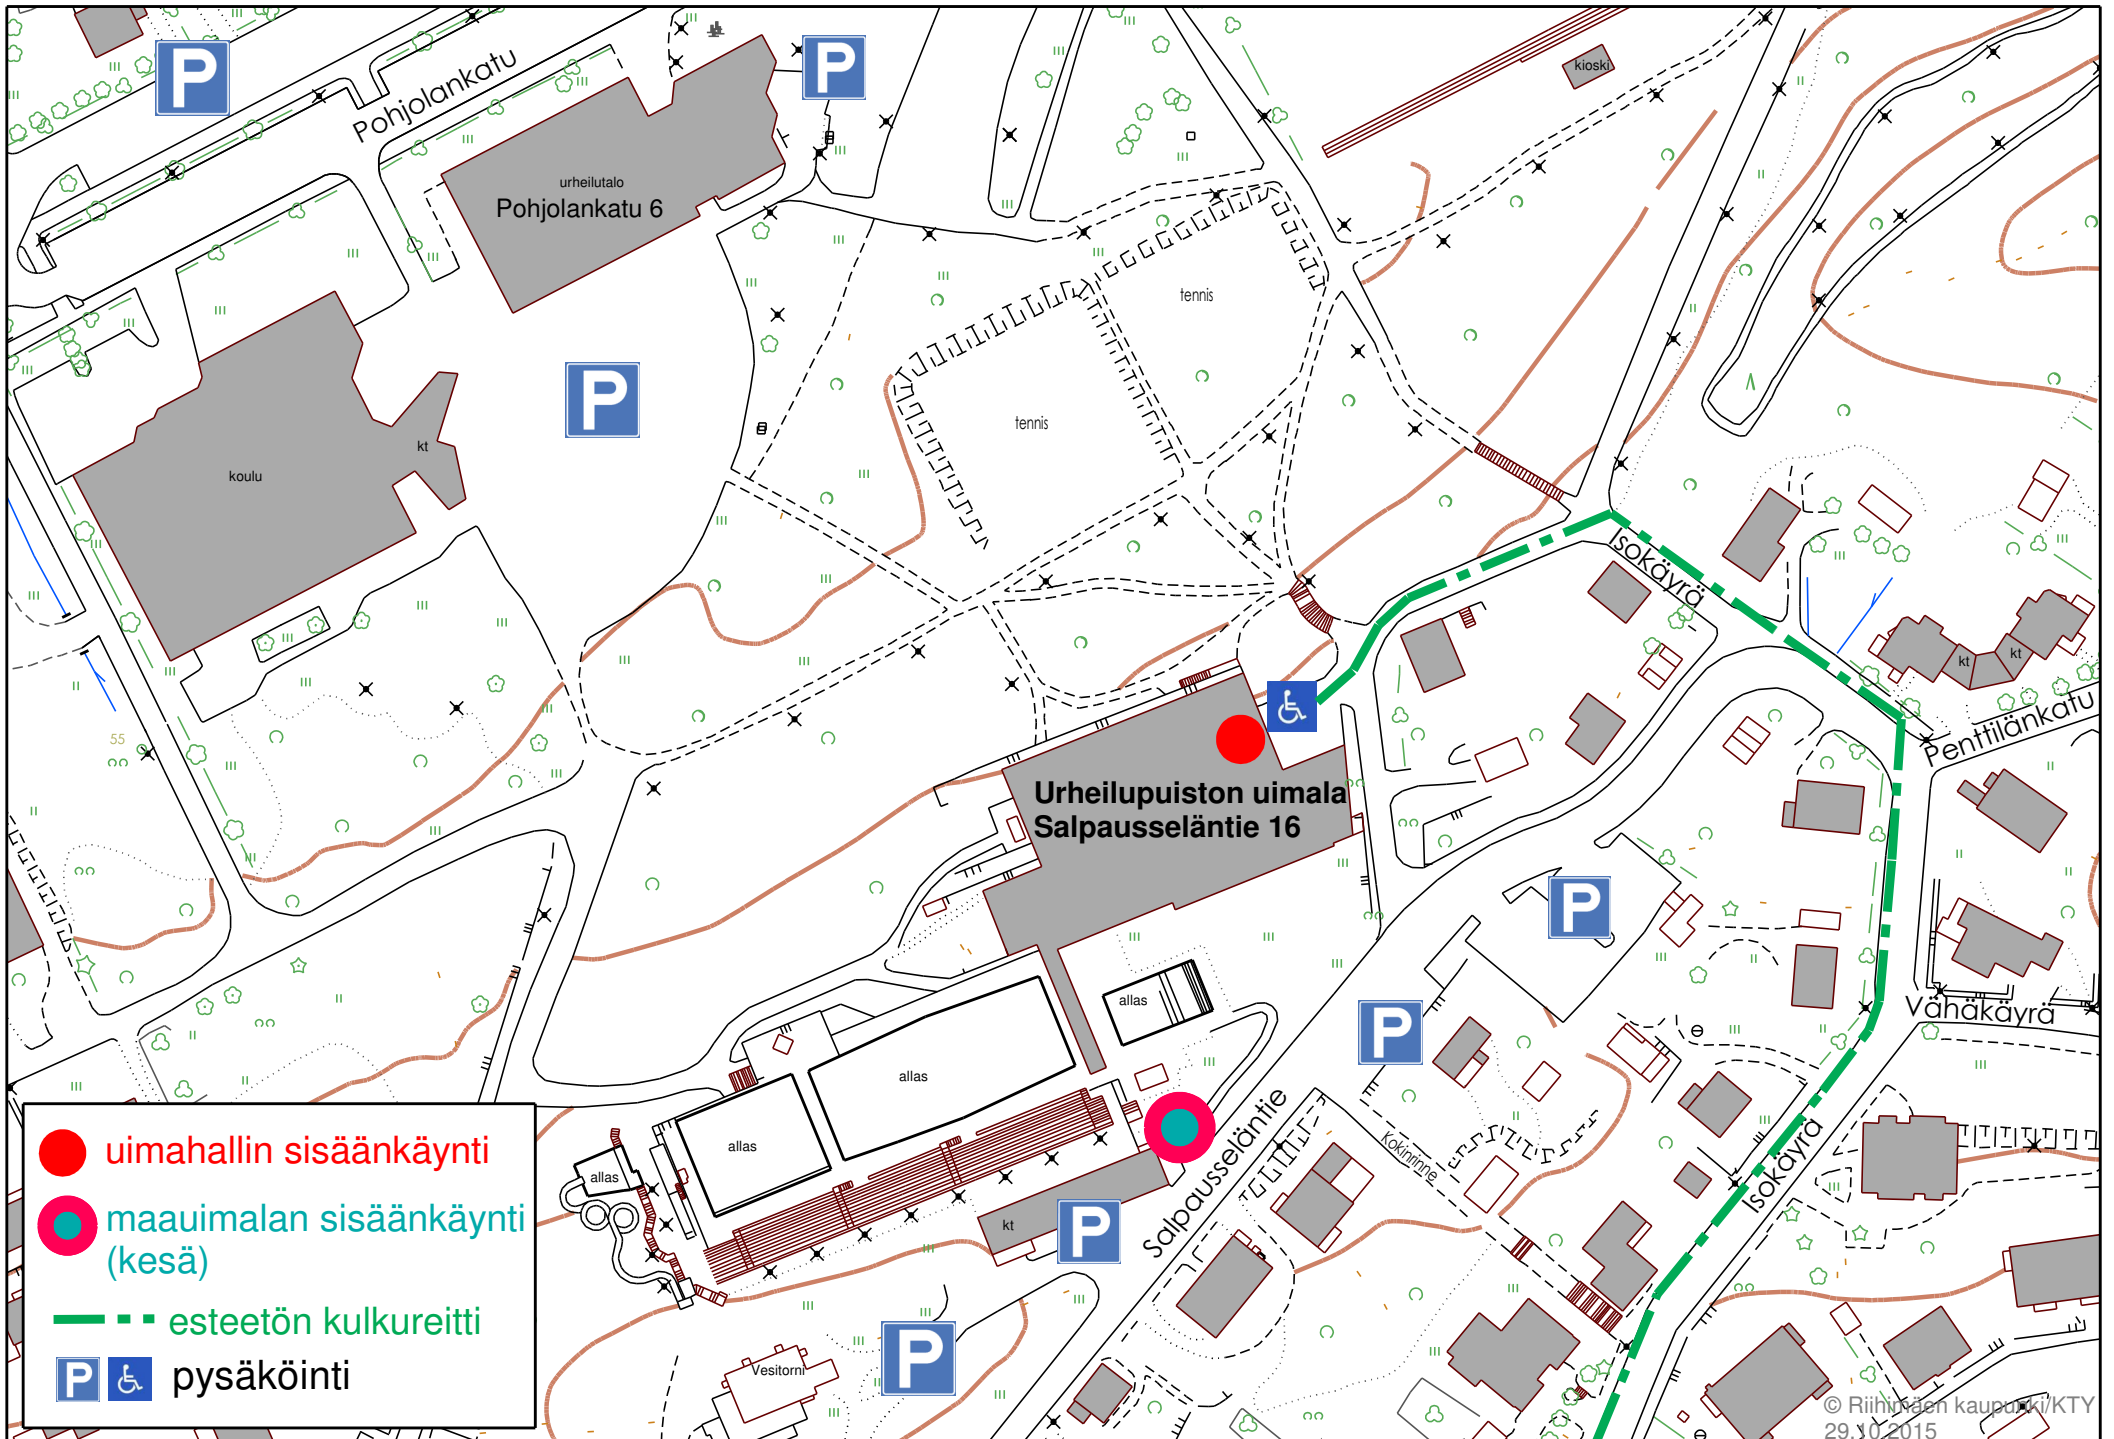 P
P
Pohjolankatu
kioski
urheilutalo
Pohjolankatu 6
tennis
P
tennis
kt
koulu
Isokäyrä
kt
kt
Penttilänkatu
55
Urheilupuiston uimala
Salpausseläntie 16
P
allas
Vähäkäyrä
P
allas
allas
allas
Kokinrinne
Salpausseläntie
Isokäyrä
kt
P
P
Vesitorni
uimahallin sisäänkäynti
maauimalan sisäänkäynti
(kesä)
esteetön kulkureitti
P
pysäköinti
© Riihimäen kaupunki/KTY
29.10.2015